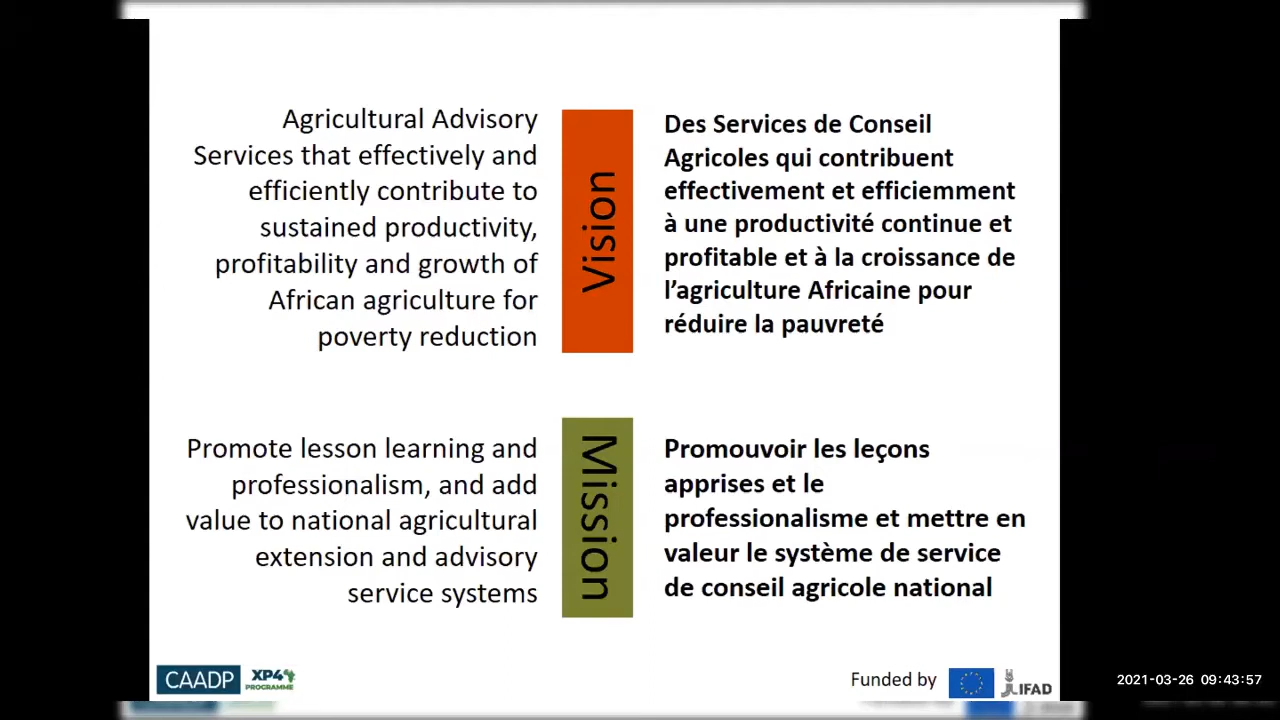 Agricultural Advisory
Services that effectively and
efficiently contribute to
sustained productivity,
profitability and growth of
African agriculture for
poverty reduction
Vision
Des Services de Conseil
Agricoles qui contribuent
effectivement et efficiemment
à une productivité continue et
profitable et à la croissance de
l’agriculture Africaine pour
réduire la pauvreté
Promote lesson learning and
professionalism, and add
value to national agricultural
extension and advisory
service systems
Mission
Promouvoir les leçons
apprises et le
professionalisme et mettre en
valeur le système de service
de conseil agricole national
CAADP
XP4
PROGRAMME
Funded by
IFAD
2021-03-26 09:43:57